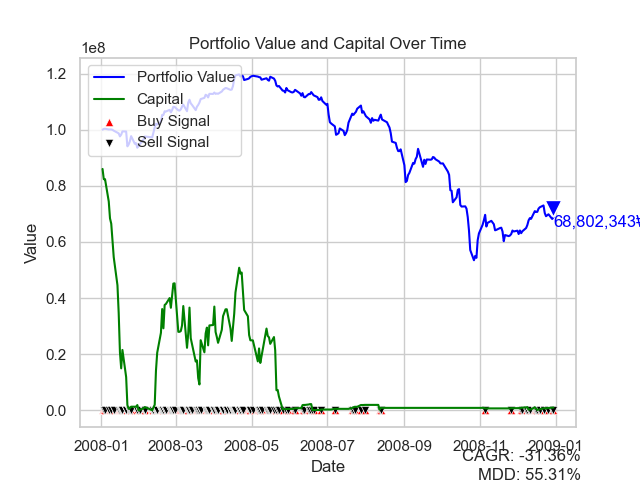 Portfolio Value and Capital Over Time
1e8
Portfolio Value
Capital
Buy Signal
Sell Signal
1.2
1.0
0.8
0.6
0.4
0.2
0.0
Value
68,802,343
2008-01 2008-03 2008-05 2008-07 2008-09 2008-11 2009-01
Date
CAGR: -31.36%
MDD: 55.31%